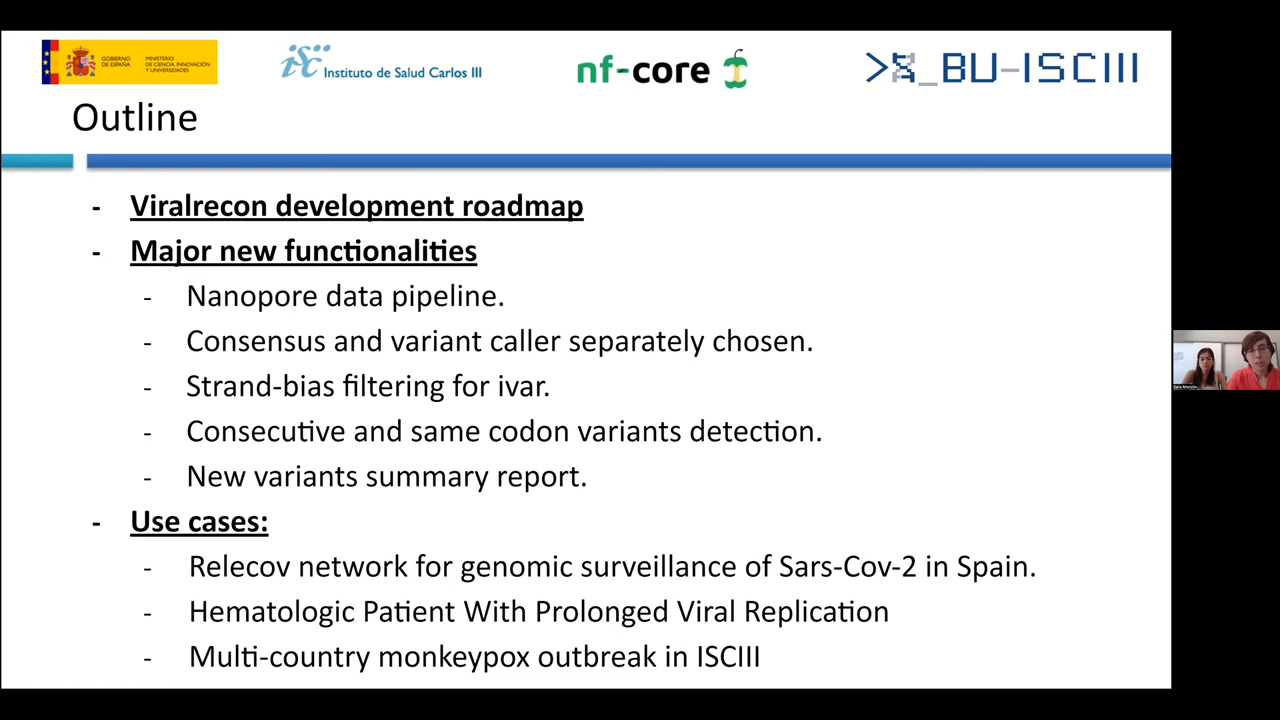 GOBIERNO DE ESPAÑA
MINISTERIO DE CIENCIA, INNOVACIÓN Y UNIVERSIDADES
isciii Instituto de Salud Carlos III
nf-core
>_BU-ISCIII
Outline
- Viralrecon development roadmap
- Major new functionalities
- Nanopore data pipeline.
- Consensus and variant caller separately chosen.
- Strand-bias filtering for ivar.
- Consecutive and same codon variants detection.
- New variants summary report.
- Use cases:
- Relecov network for genomic surveillance of Sars-Cov-2 in Spain.
- Hematologic Patient With Prolonged Viral Replication
- Multi-country monkeypox outbreak in ISCIII